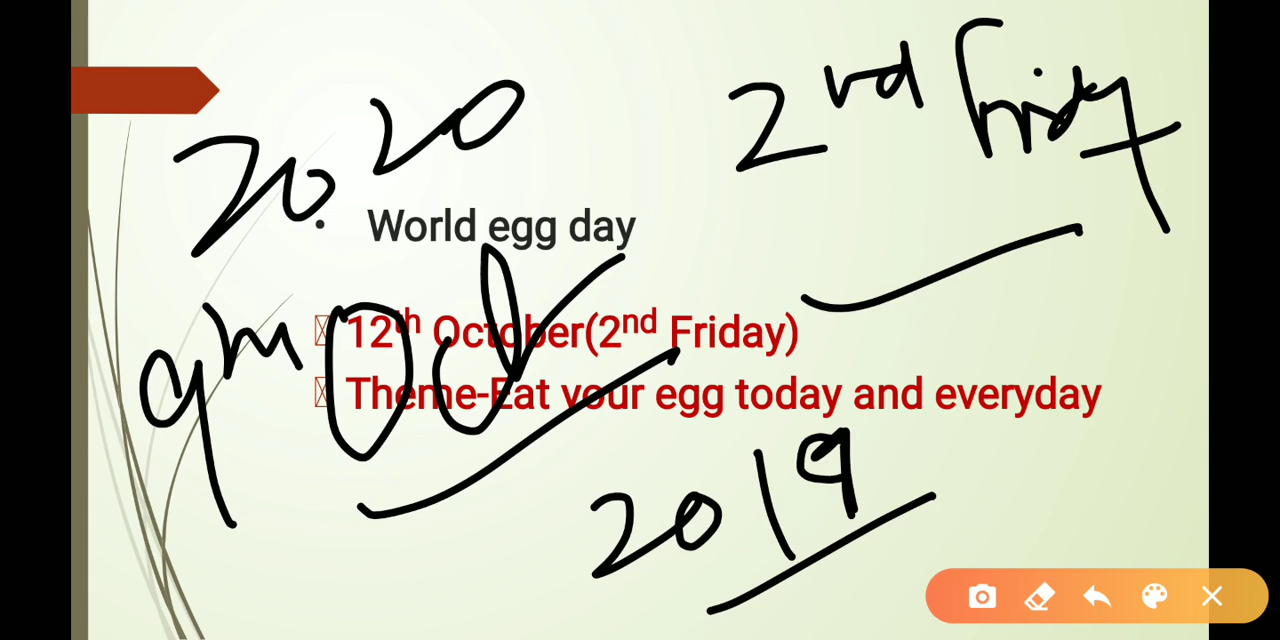 2020
2nd Friday
World egg day
9th Oct
12th October(2nd Friday)
Theme-Eat your egg today and everyday
2019